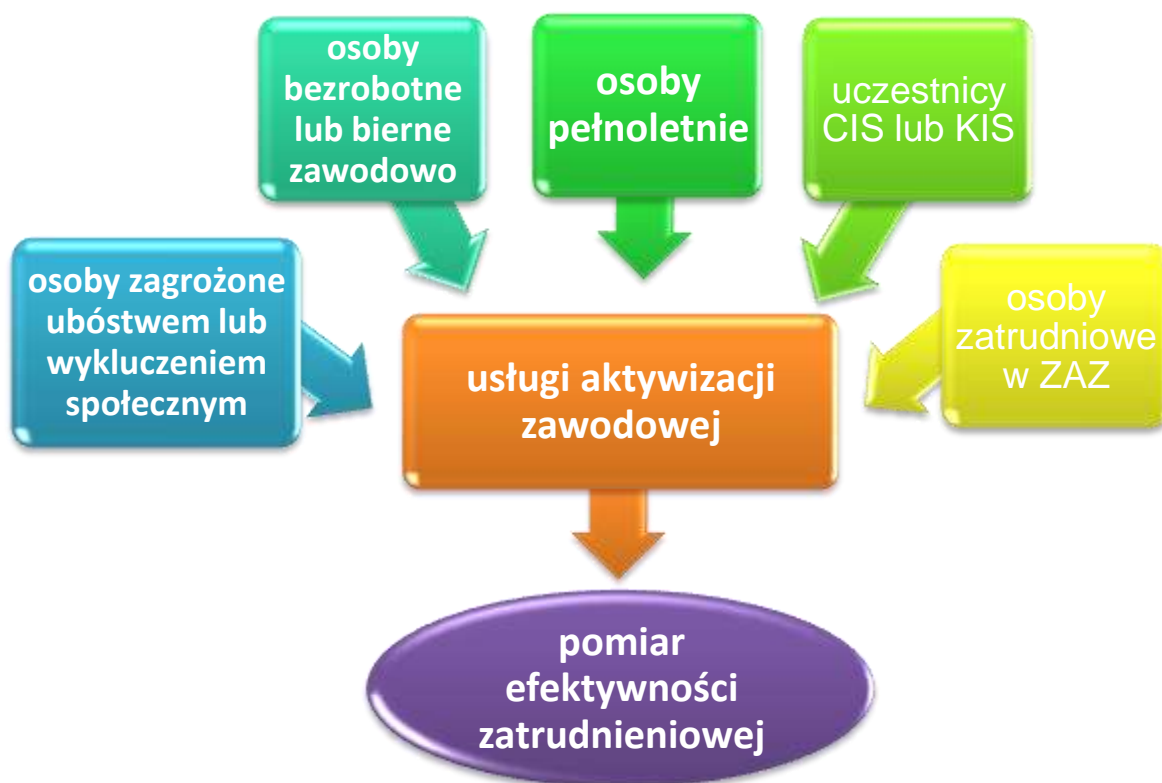 osoby
bezrobotne
lub bierne
zawodowo
osoby
pełnoletnie
uczestnicy
CIS lub KIS
osoby zagrożone
ubóstwem lub
wykluczeniem
społecznym
usługi aktywizacji
zawodowej
osoby
zatrudniowe
w ZAZ
pomiar
efektywności
zatrudnieniowej